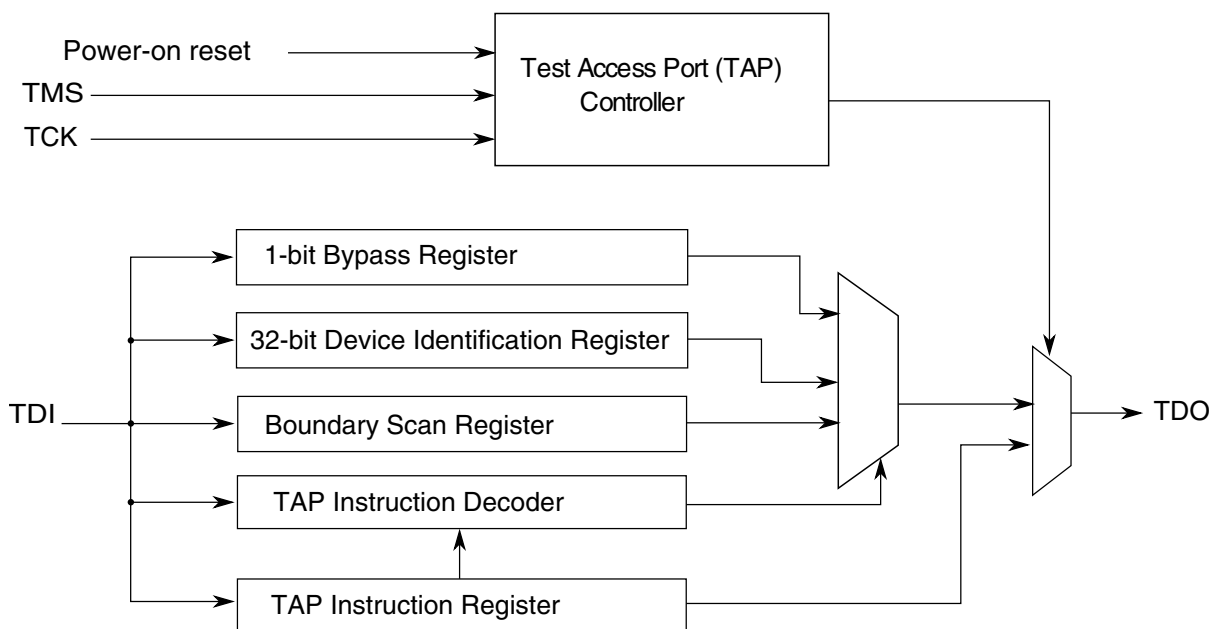 Power-on reset
TMS
TCK
Test Access Port (TAP)
Controller
1-bit Bypass Register
32-bit Device Identification Register
TDI
Boundary Scan Register
TDO
TAP Instruction Decoder
TAP Instruction Register